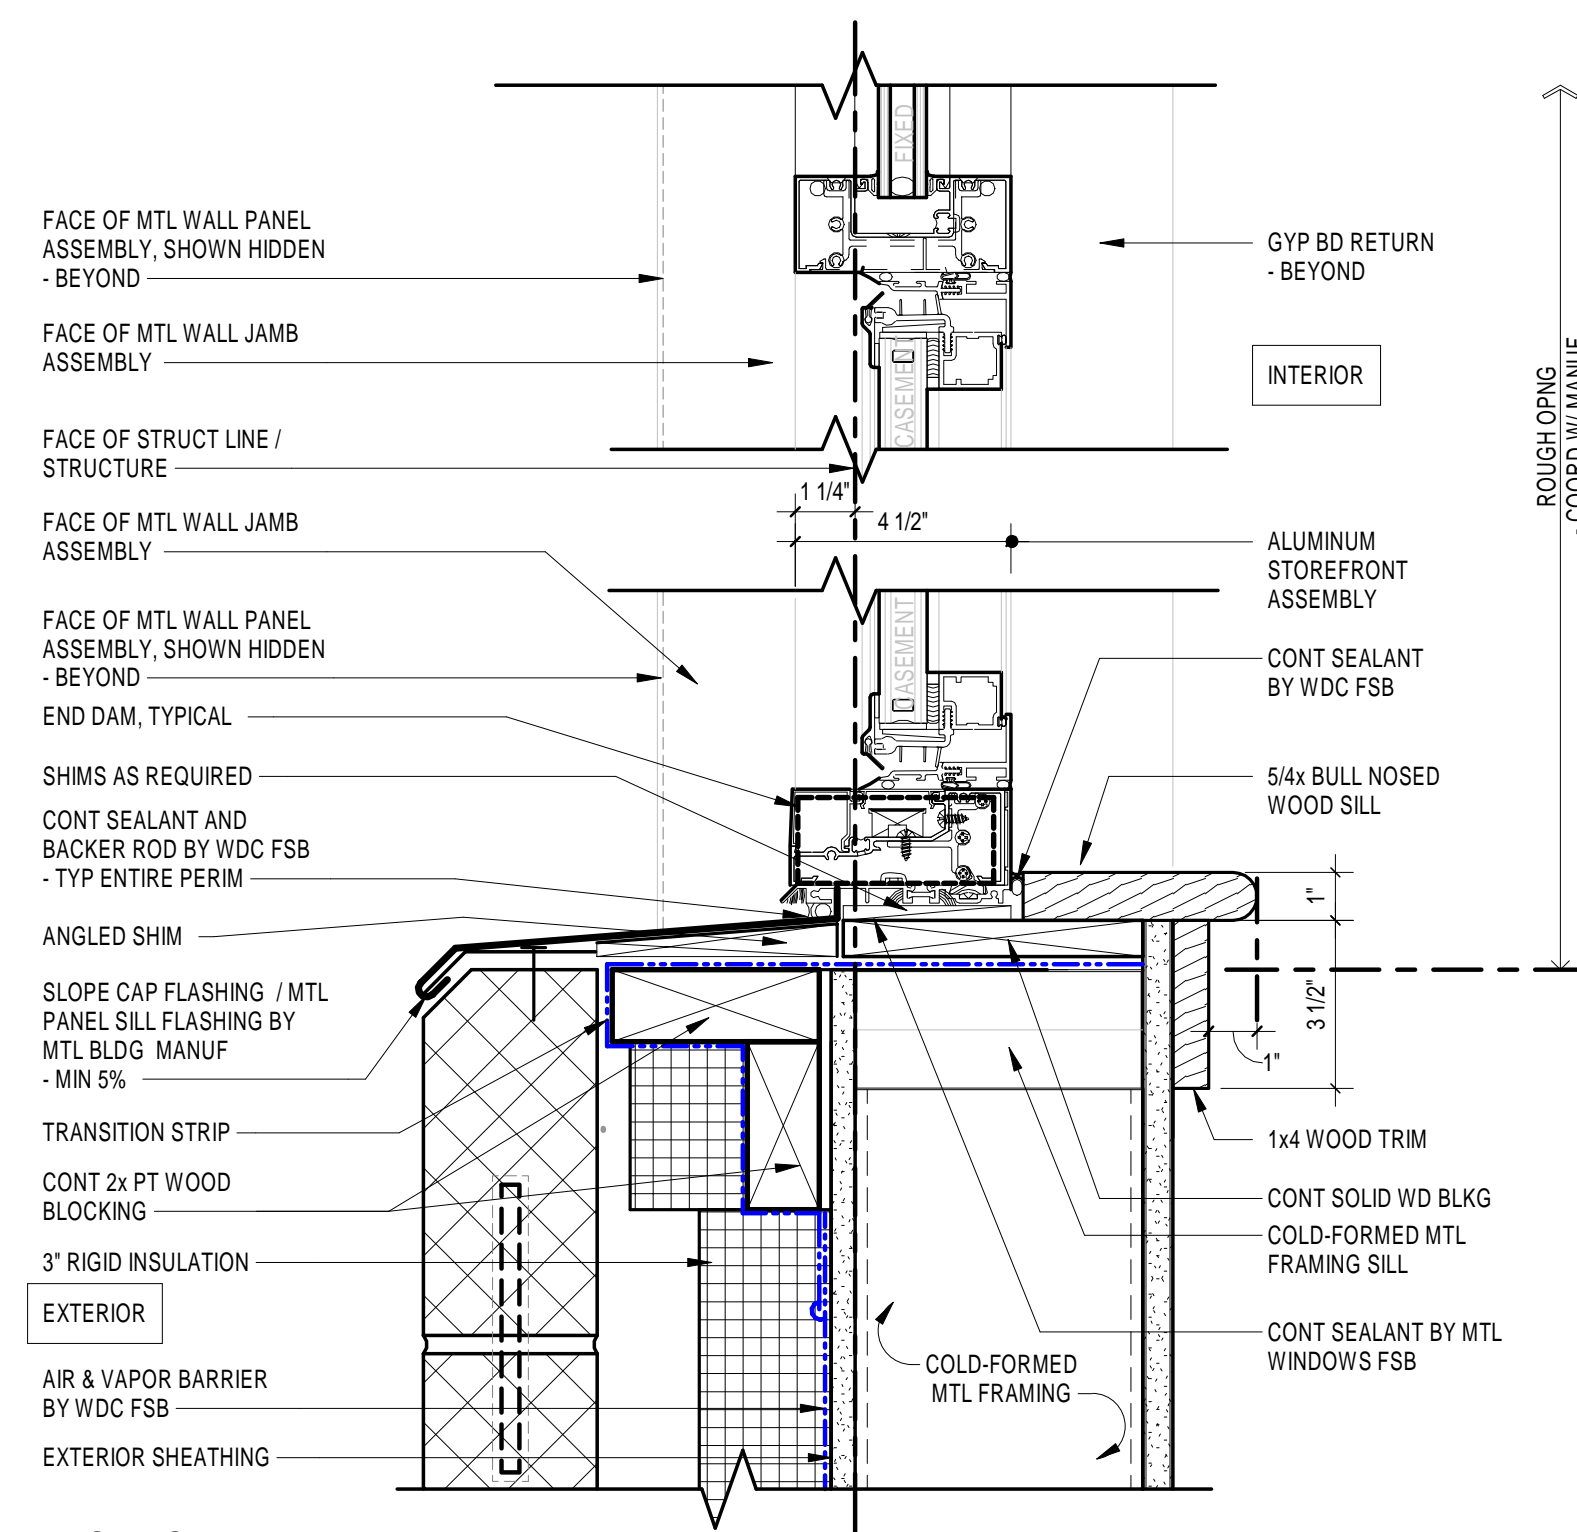 FACE OF MTL WALL PANEL
ASSEMBLY, SHOWN HIDDEN
- BEYOND
FACE OF MTL WALL JAMB
ASSEMBLY
FACE OF STRUCT LINE /
STRUCTURE
FACE OF MTL WALL JAMB
ASSEMBLY
FACE OF MTL WALL PANEL
ASSEMBLY, SHOWN HIDDEN
- BEYOND
END DAM, TYPICAL
SHIMS AS REQUIRED
CONT SEALANT AND
BACKER ROD BY WDC FSB
- TYP ENTIRE PERIM
ANGLED SHIM
SLOPE CAP FLASHING / MTL
PANEL SILL FLASHING BY
MTL BLDG MANUF
- MIN 5%
TRANSITION STRIP
CONT 2x PT WOOD
BLOCKING
3" RIGID INSULATION
EXTERIOR
AIR & VAPOR BARRIER
BY WDC FSB
EXTERIOR SHEATHING
FIXED
CASEMENT
1 1/4"
4 1/2"
CASEMENT
COLD-FORMED
MTL FRAMING
GYP BD RETURN
- BEYOND
INTERIOR
ALUMINUM
STOREFRONT
ASSEMBLY
CONT SEALANT
BY WDC FSB
5/4x BULL NOSED
WOOD SILL
1"
3 1/2"
1"
1x4 WOOD TRIM
CONT SOLID WD BLKG
COLD-FORMED MTL
FRAMING SILL
CONT SEALANT BY MTL
WINDOWS FSB
ROUGH OPNG
COORD W/ MANUF